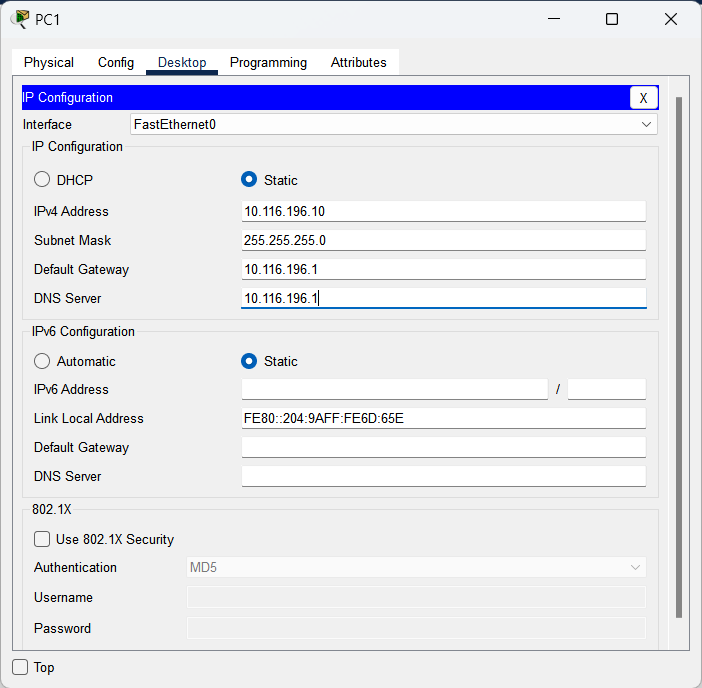 PC1
Physical Config Desktop Programming Attributes
IP Configuration X
Interface FastEthernet0
IP Configuration
DHCP Static
IPv4 Address 10.116.196.10
Subnet Mask 255.255.255.0
Default Gateway 10.116.196.1
DNS Server 10.116.196.1
IPv6 Configuration
Automatic Static
IPv6 Address /
Link Local Address FE80::204:9AFF:FE6D:65E
Default Gateway
DNS Server
802.1X
Use 802.1X Security
Authentication MD5
Username
Password
Top